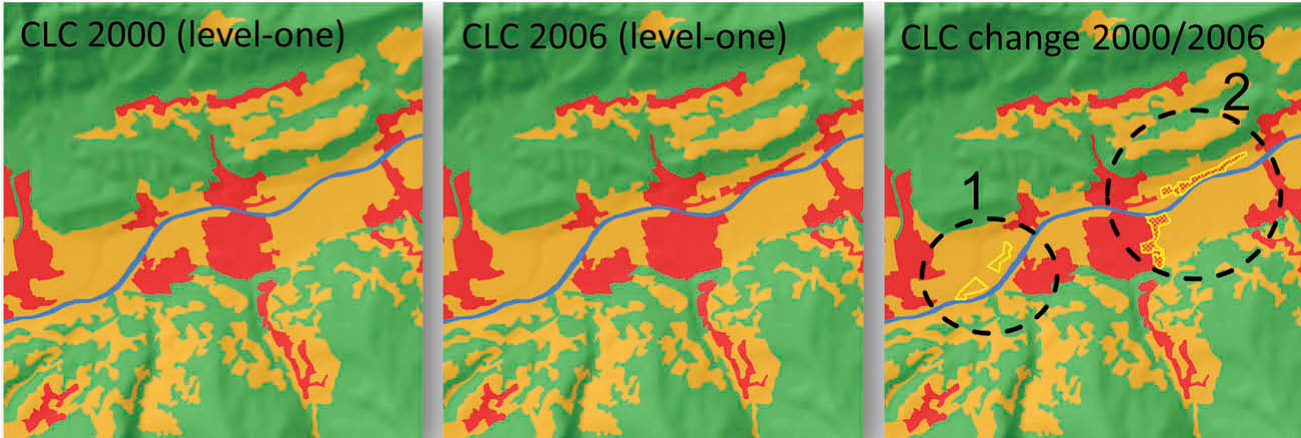 CLC 2000 (level-one)
CLC 2006 (level-one)
CLC change 2000/2006
2
1